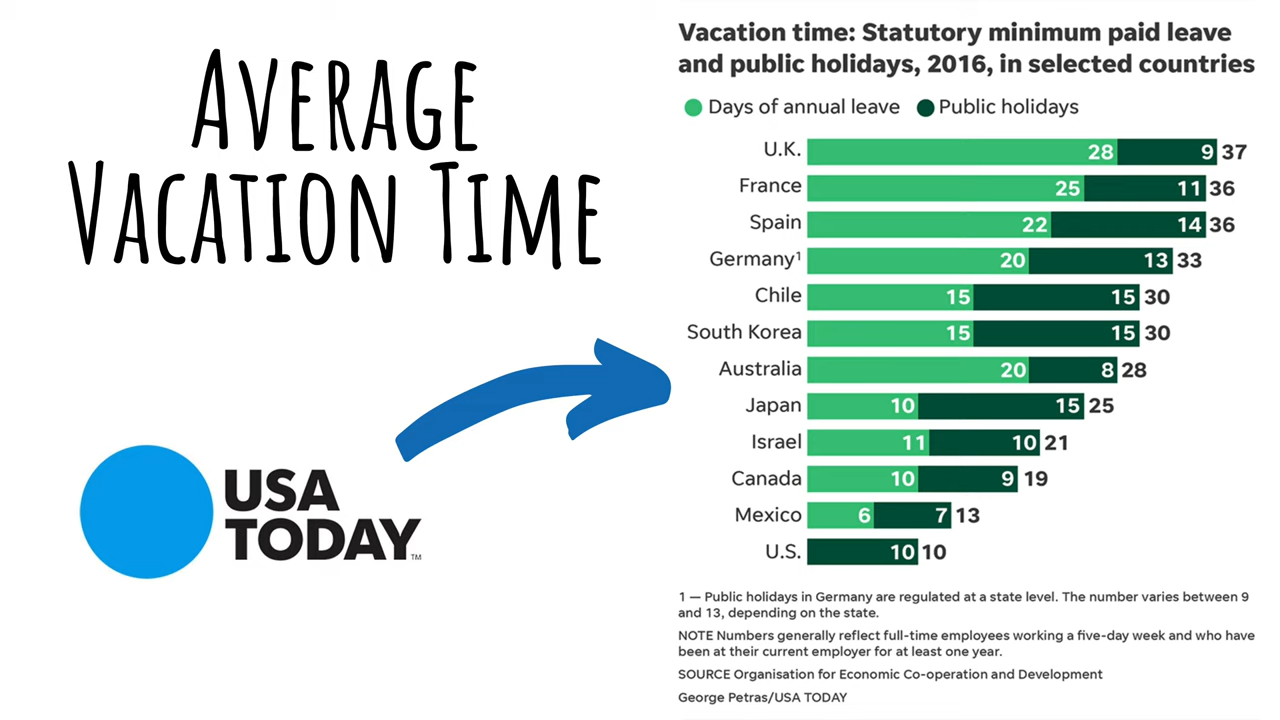 AVERAGE
VACATION TIME
USA
TODAY™
Vacation time: Statutory minimum paid leave
and public holidays, 2016, in selected countries
Days of annual leave Public holidays
U.K. 28 9 37
France 25 11 36
Spain 22 14 36
Germany¹ 20 13 33
Chile 15 15 30
South Korea 15 15 30
Australia 20 8 28
Japan 10 15 25
Israel 11 10 21
Canada 10 9 19
Mexico 6 7 13
U.S. 10 10
1 — Public holidays in Germany are regulated at a state level. The number varies between 9
and 13, depending on the state.
NOTE Numbers generally reflect full-time employees working a five-day week and who have
been at their current employer for at least one year.
SOURCE Organisation for Economic Co-operation and Development
George Petras/USA TODAY